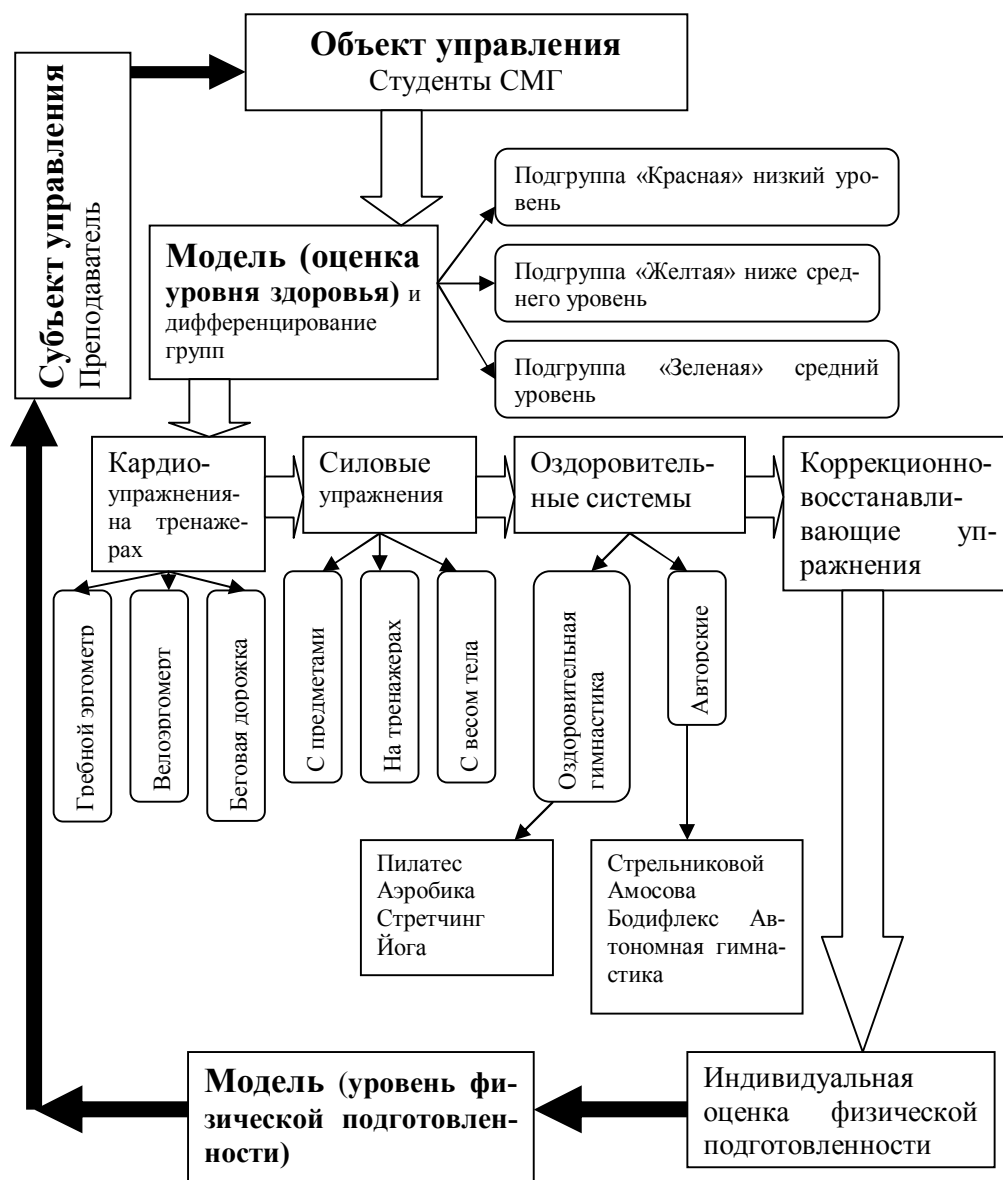 Объект управления
Студенты СМГ
Субъект управления
Преподаватель
Подгруппа «Красная» низкий уро-
вень
Модель (оценка
уровня здоровья) и
дифференцирование
групп
Подгруппа «Желтая» ниже сред-
него уровень
Подгруппа «Зеленая» средний
уровень
Кардио-
упражнения-
на тренаже-
рах
Силовые
упражнения
Оздоровитель-
ные системы
Коррекционно-
восстанавли-
вающие уп-
ражнения
Гребной эргометр
Велоэргомерт
Беговая дорожка
С предметами
На тренажерах
С весом тела
Оздоровительная
гимнастика
Авторские
Пилатес
Аэробика
Стретчинг
Йога
Стрельниковой
Амосова
Бодифлекс Ав-
тономная гимна-
стика
Модель (уровень фи-
зической подготовлен-
ности)
Индивидуальная
оценка физической
подготовленности